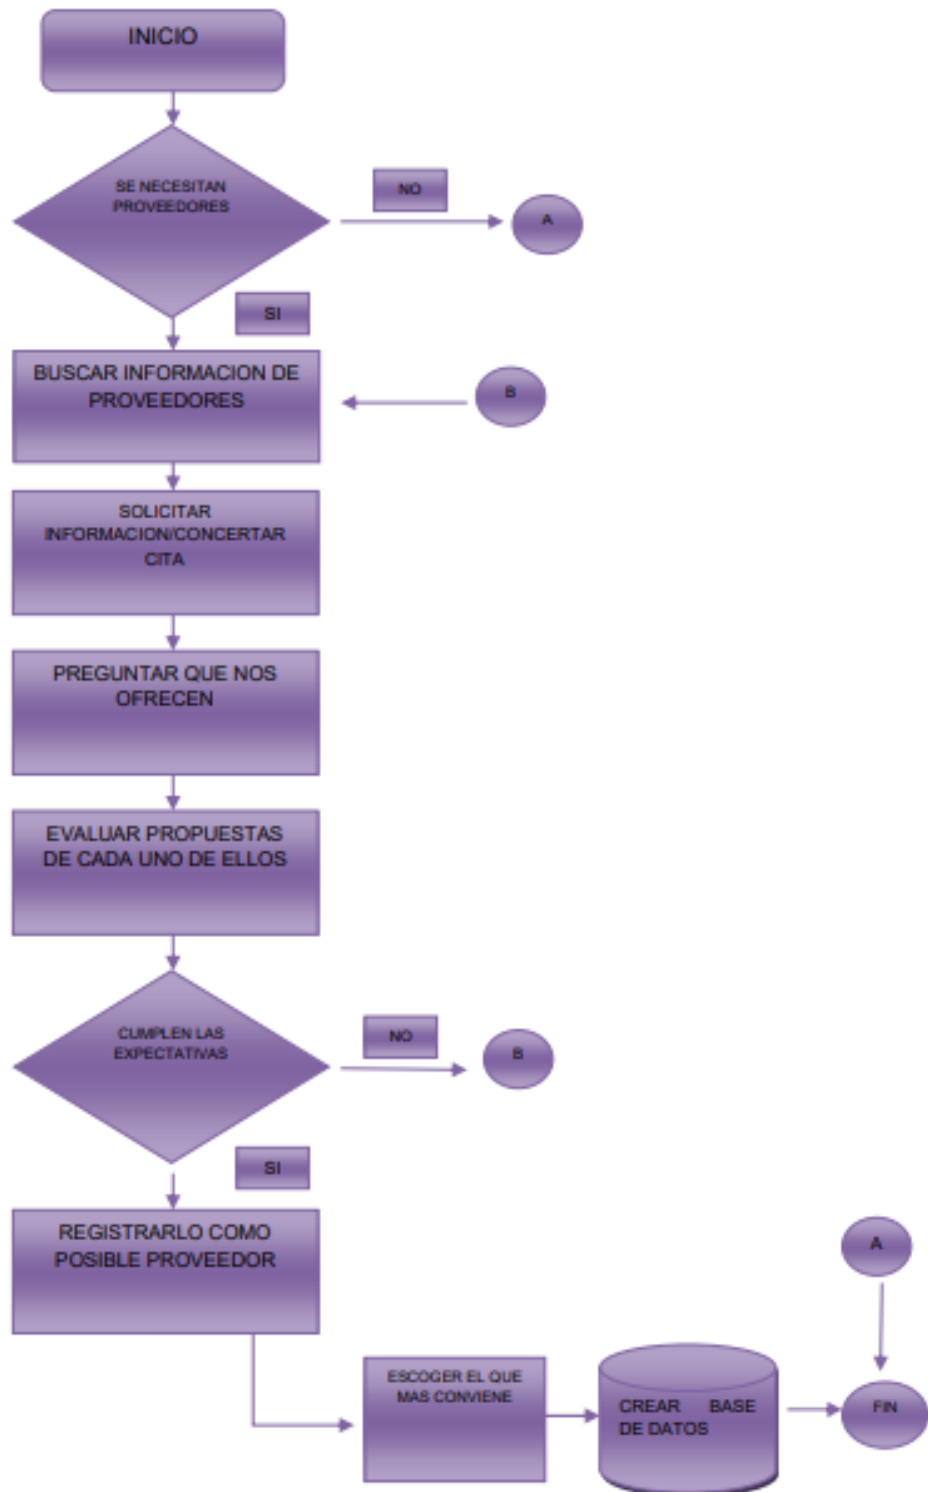 INICIO
SE NECESITAN
PROVEEDORES
NO
A
SI
BUSCAR INFORMACION DE
PROVEEDORES
B
SOLICITAR
INFORMACION/CONCERTAR
CITA
PREGUNTAR QUE NOS
OFRECEN
EVALUAR PROPUESTAS
DE CADA UNO DE ELLOS
CUMPLEN LAS
EXPECTATIVAS
NO
B
SI
REGISTRARLO COMO
POSIBLE PROVEEDOR
A
ESCOGER EL QUE
MAS CONVIENE
CREAR BASE
DE DATOS
FIN